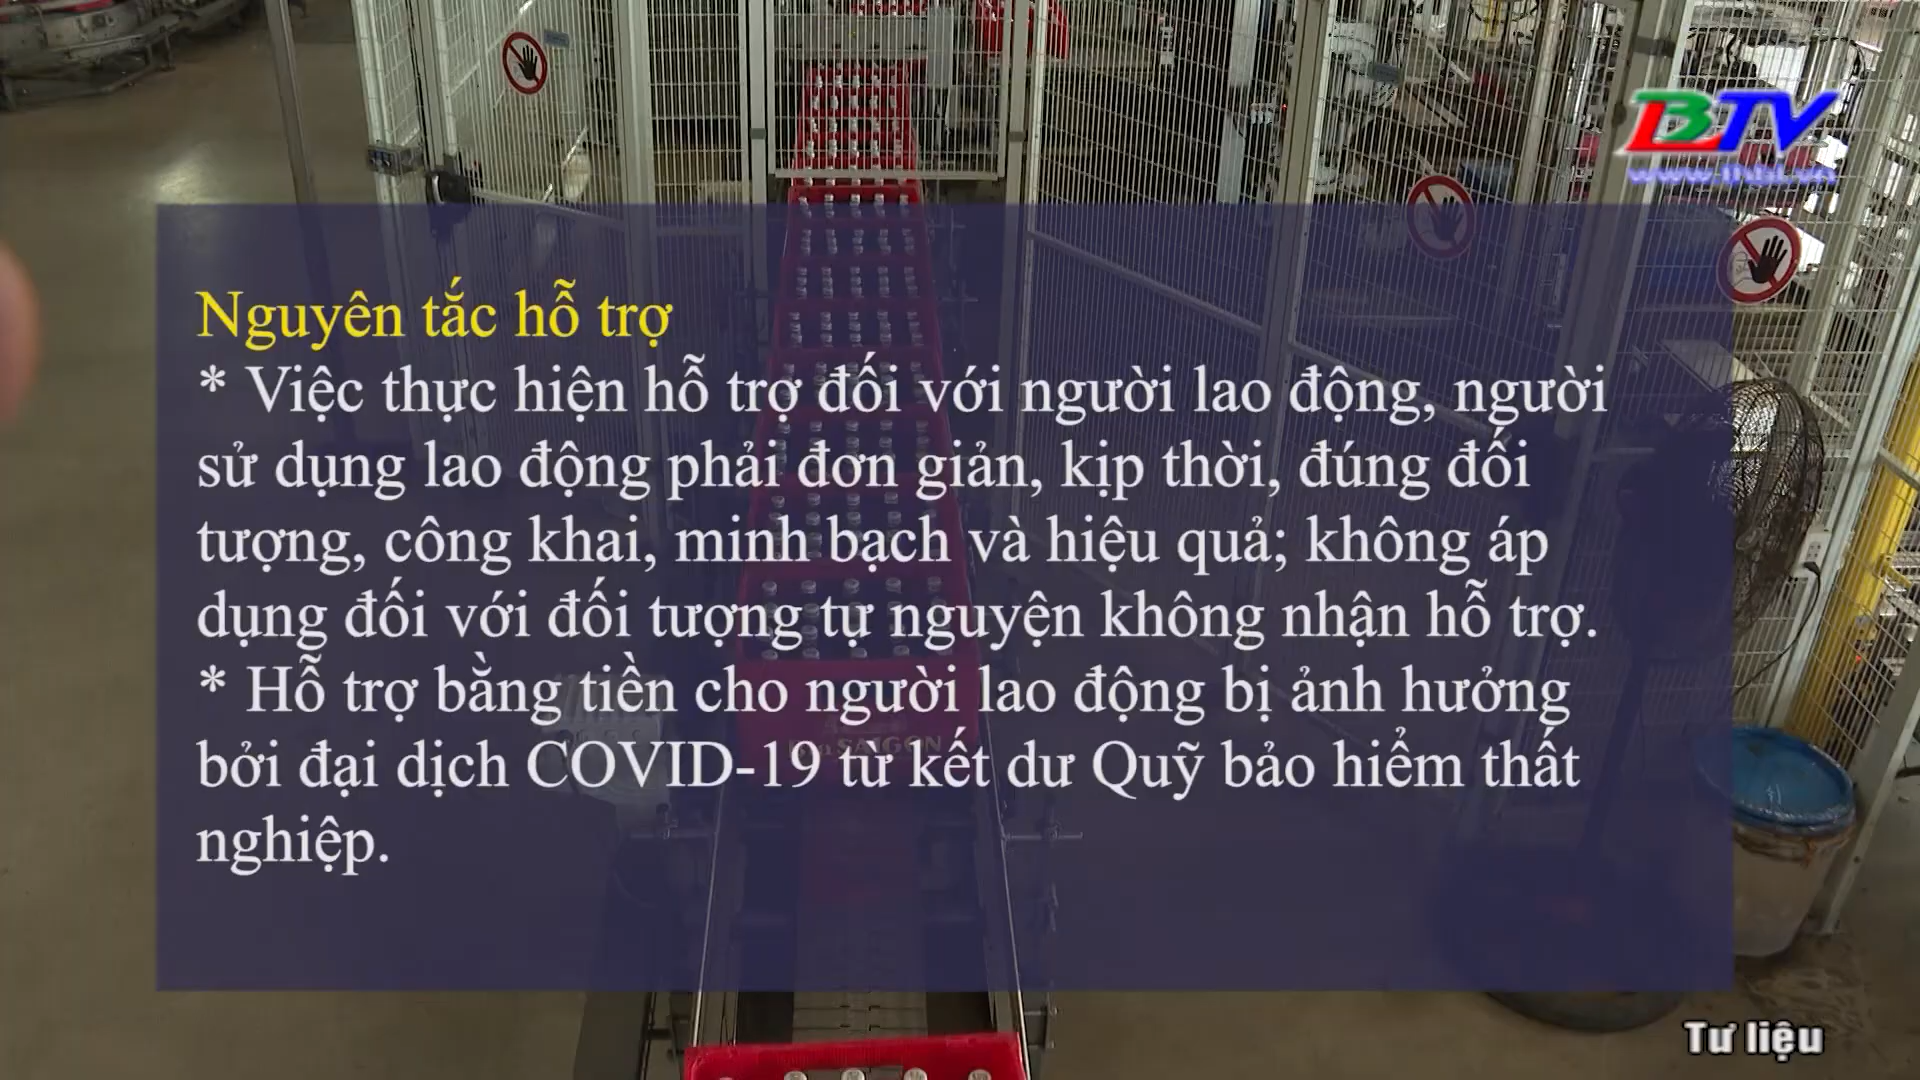 BTV
Nguyên tắc hỗ trợ
* Việc thực hiện hỗ trợ đối với người lao động, người
sử dụng lao động phải đơn giản, kịp thời, đúng đối
tượng, công khai, minh bạch và hiệu quả; không áp
dụng đối với đối tượng tự nguyện không nhận hỗ trợ.
* Hỗ trợ bằng tiền cho người lao động bị ảnh hưởng
bởi đại dịch COVID-19 từ kết dư Quỹ bảo hiểm thất
nghiệp.
SAIGON
Tư liệu